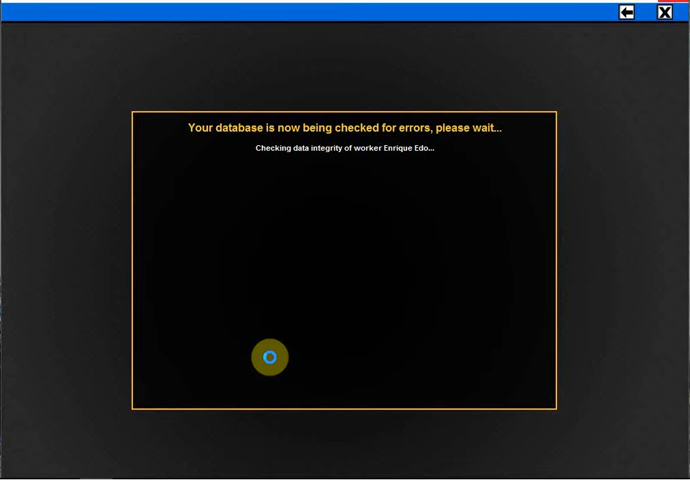 Your database is now being checked for errors, please wait...
Checking data integrity of worker Enrique Edo...